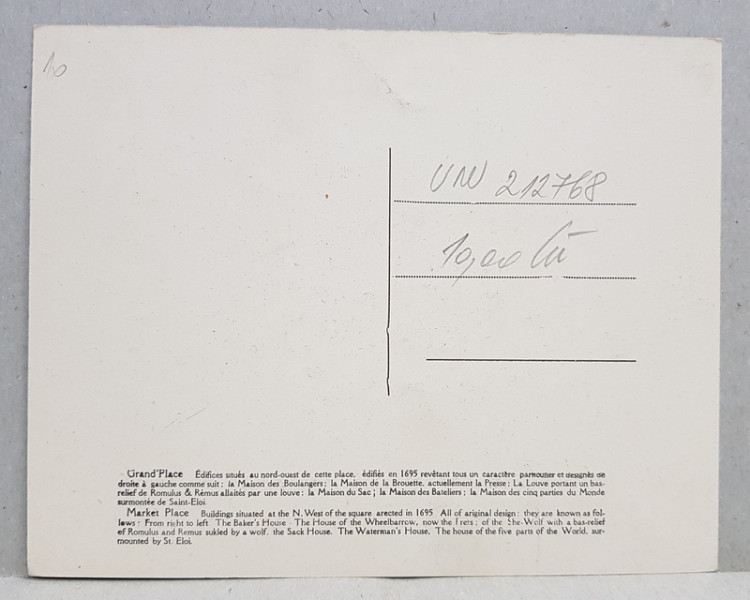 10
UW 212768
10,00
Grand'Place Édifices situés au nord-ouest de cette place, édifiés en 1695 revêtant tous un caractère particulier et designés de
droite à gauche comme suit: la Maison des Boulangers; la Maison de la Brouette, actuellement la Presse; La Louve portant un bas-
relief de Romulus & Rémus allaités par une louve: la Maison du Sac; la Maison des Bateliers; la Maison des cinq parties du Monde
surmontée de Saint-Eloi.
Market Place Buildings situated at the N. West of the square arected in 1695 All of ariginal design: they are known as fol-
lows: From right to left The Baker's House - The House of the Wheelbarrow, now the of the She-Wolf with a bas-relief
of Romulus and Remus sukled by a wolf, the Sack House, The Waterman's House, The house of the five parts of the World, sur-
mounted by St. Eloi.